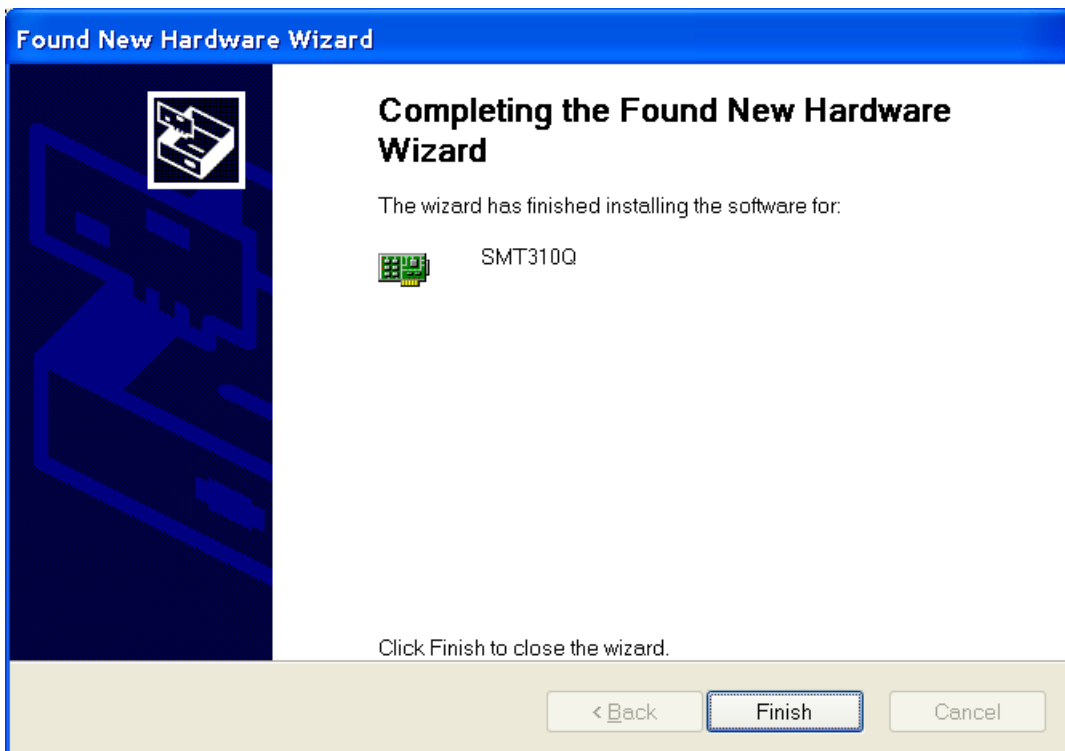 Found New Hardware Wizard
Completing the Found New Hardware
Wizard
The wizard has finished installing the software for:
SMT310Q
Click Finish to close the wizard.
< Back
Finish
Cancel